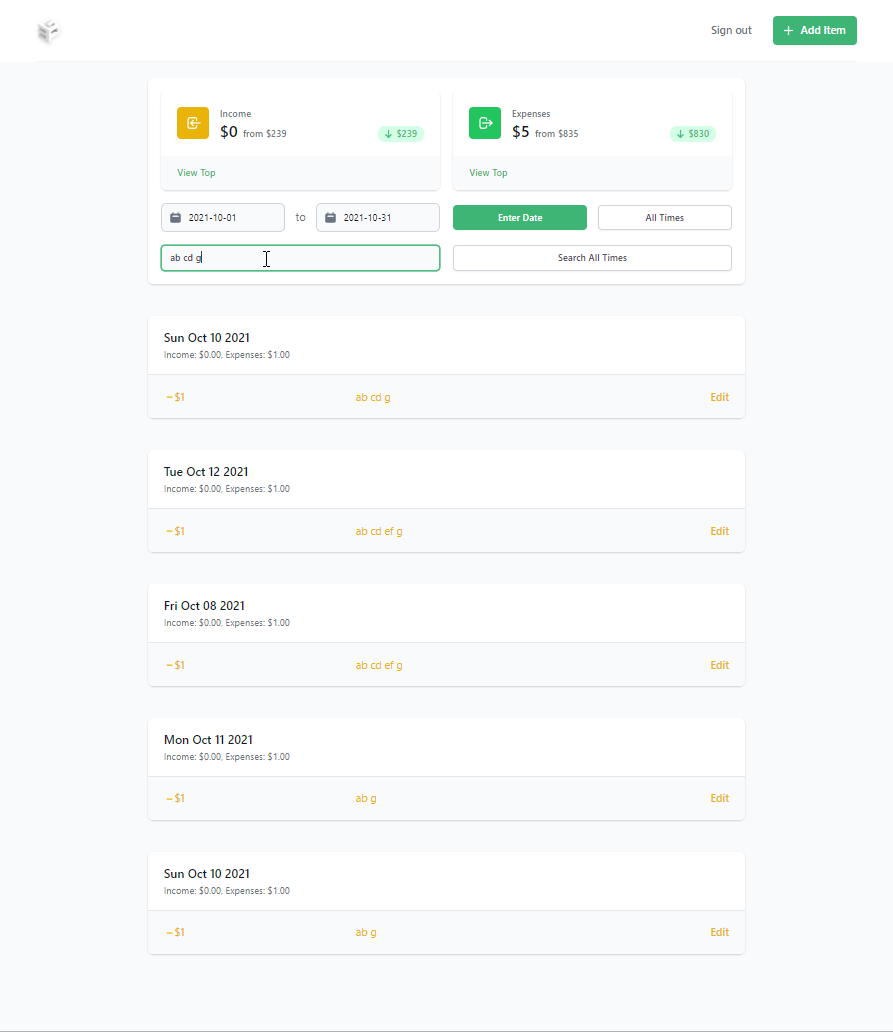 Sign out
+ Add Item
Income
$0 from $239
↓ $239
Expenses
$5 from $835
↓ $830
View Top
View Top
2021-10-01 to 2021-10-31
Enter Date
All Times
ab cd g
Search All Times
Sun Oct 10 2021
Income: $0.00, Expenses: $1.00
−$1 ab cd g Edit
Tue Oct 12 2021
Income: $0.00, Expenses: $1.00
−$1 ab cd ef g Edit
Fri Oct 08 2021
Income: $0.00, Expenses: $1.00
−$1 ab cd ef g Edit
Mon Oct 11 2021
Income: $0.00, Expenses: $1.00
−$1 ab g Edit
Sun Oct 10 2021
Income: $0.00, Expenses: $1.00
−$1 ab g Edit